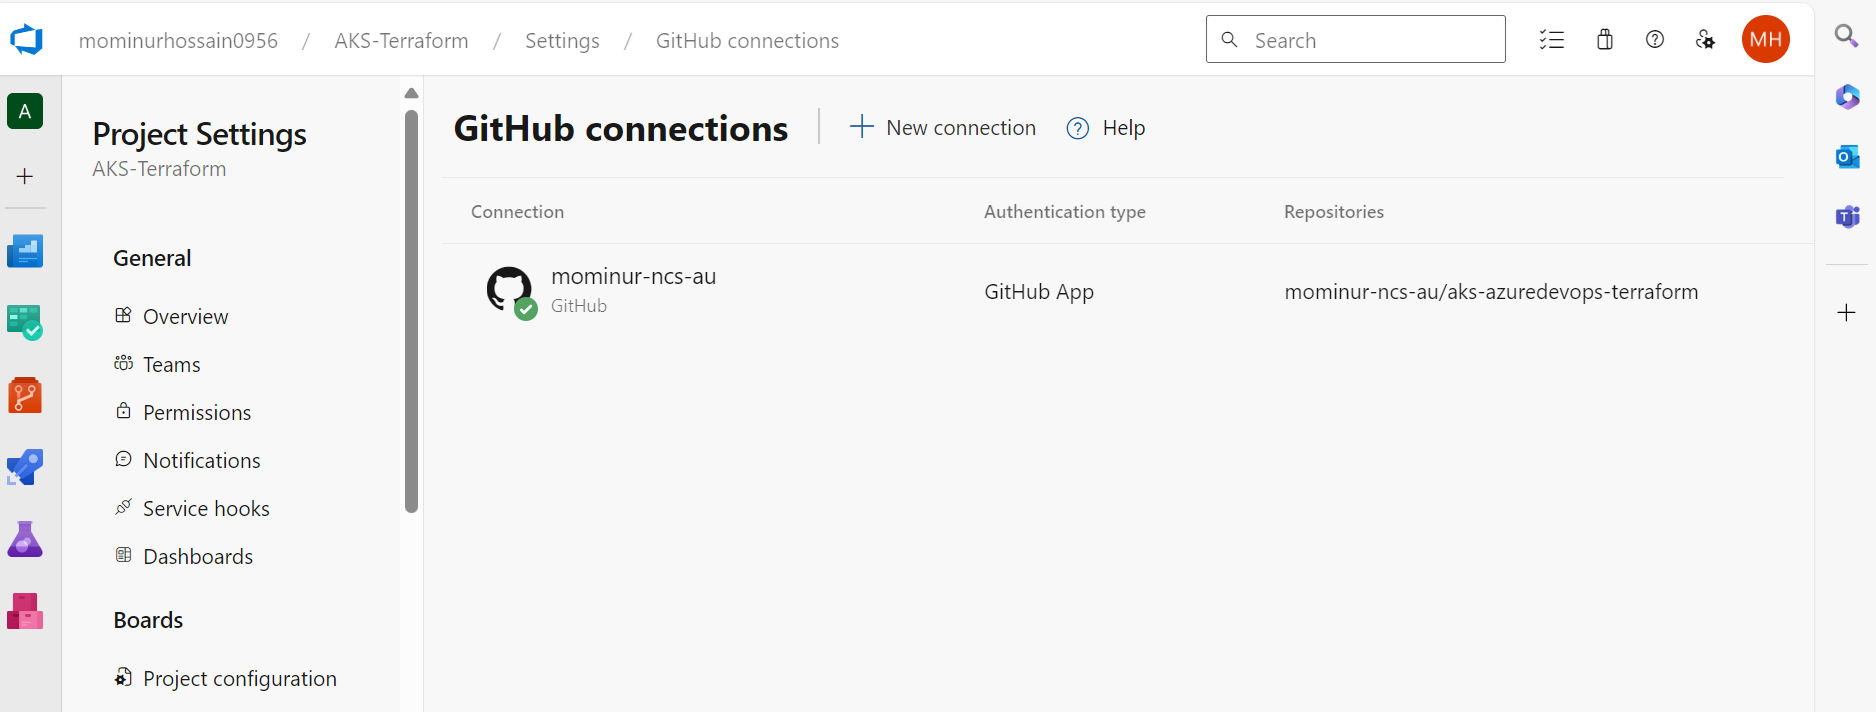 mominurhossain0956 / AKS-Terraform / Settings / GitHub connections
Search
MH
A
Project Settings
AKS-Terraform
General
Overview
Teams
Permissions
Notifications
Service hooks
Dashboards
Boards
Project configuration
GitHub connections
New connection
Help
Connection Authentication type Repositories
mominur-ncs-au
GitHub
GitHub App
mominur-ncs-au/aks-azuredevops-terraform